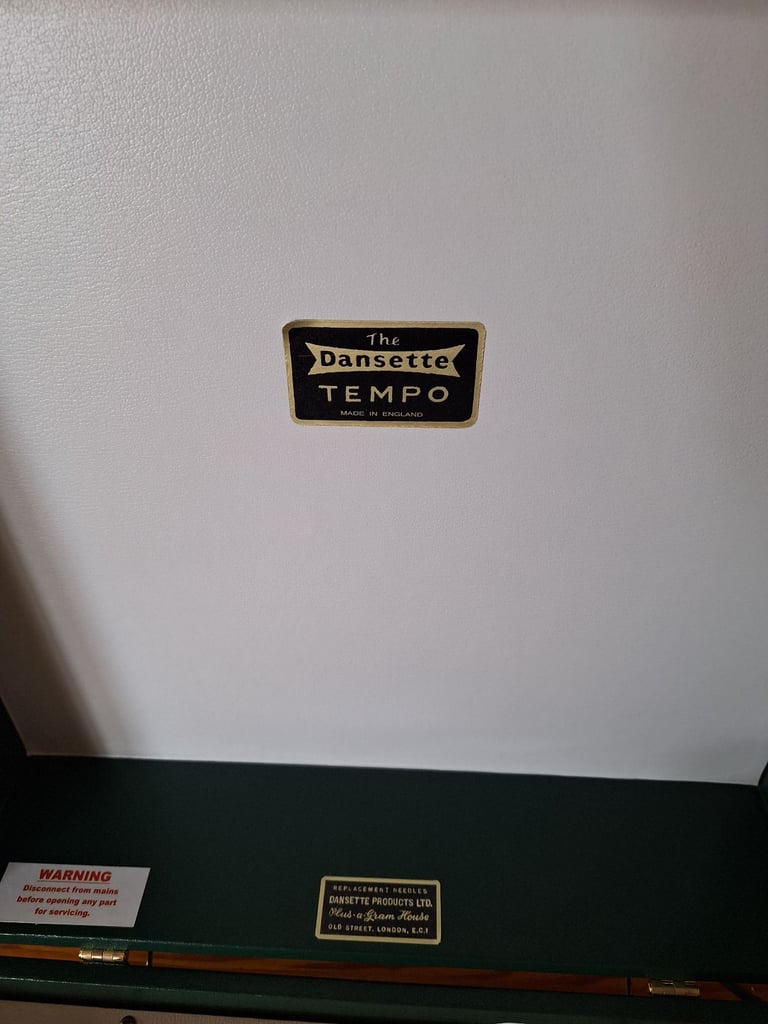 The
Dansette
TEMPO
MADE IN ENGLAND
WARNING
Disconnect from mains
before opening any part
for servicing.
REPLACEMENT NEEDLES
DANSETTE PRODUCTS LTD.
Plus-a-Gram House
OLD STREET. LONDON, E.C.1